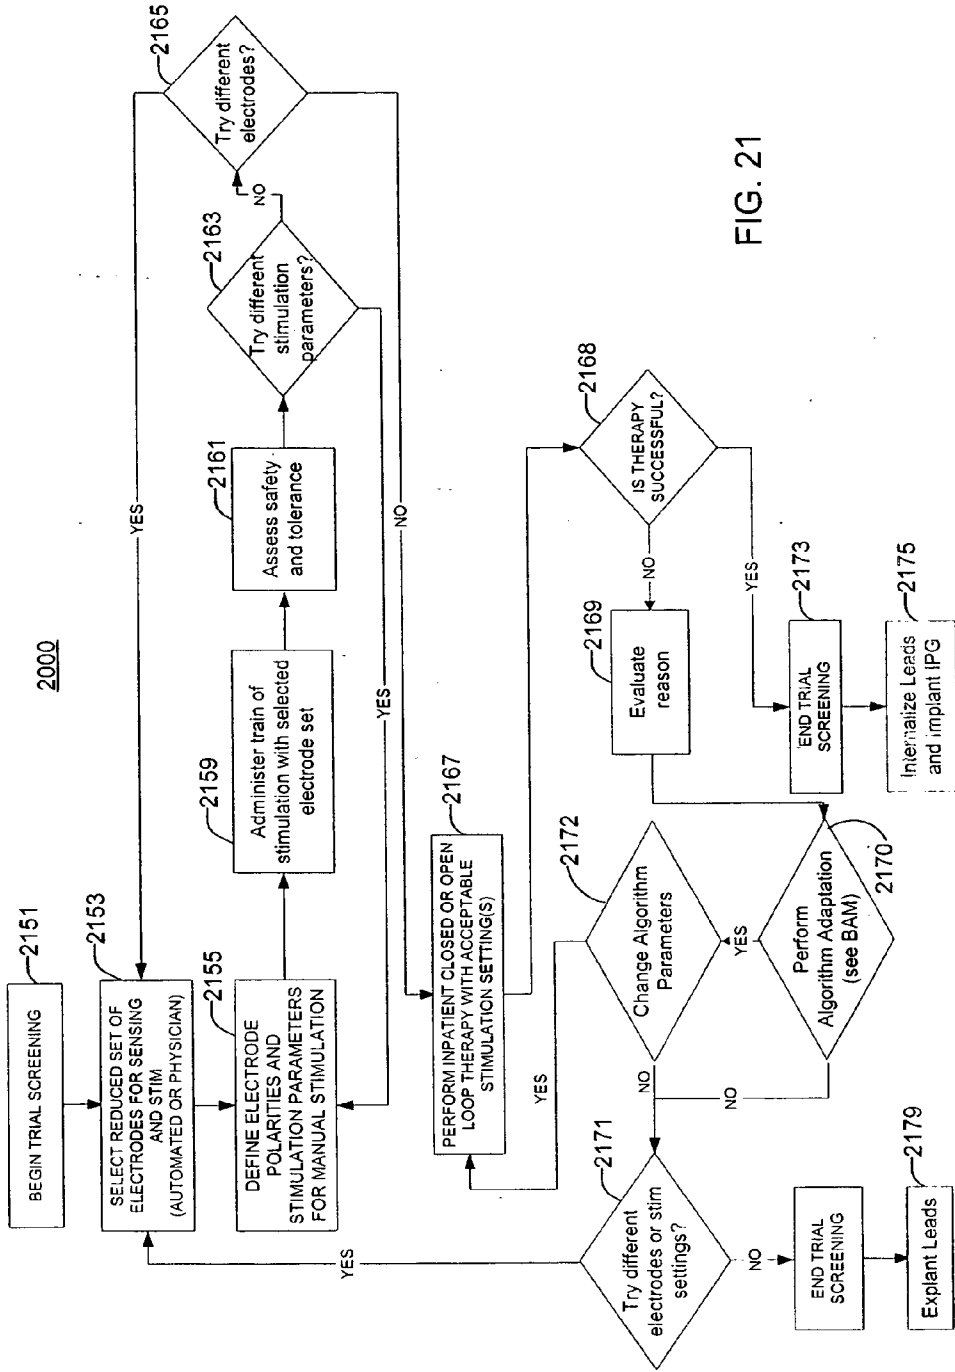 2000
BEGIN TRIAL SCREENING
2151
SELECT REDUCED SET OF
ELECTRODES FOR SENSING
AND STIM
(AUTOMATED OR PHYSICIAN)
2153
DEFINE ELECTRODE
POLARITIES AND
STIMULATION PARAMETERS
FOR MANUAL STIMULATION
2155
Administer train of
stimulation with selected
electrode set
2159
Assess safety
and tolerance
2161
Try different
stimulation
parameters?
2163
NO
YES
Try different
electrodes?
2165
YES
NO
PERFORM INPATIENT CLOSED OR OPEN
LOOP THERAPY WITH ACCEPTABLE
STIMULATION SETTING(S)
2167
IS THERAPY
SUCCESSFUL?
2168
NO
YES
Evaluate
reason
2169
Perform
Algorithm Adaptation
(see BAM)
2170
YES
NO
Change Algorithm
Parameters
2172
YES
NO
Try different
electrodes or stim
settings?
2171
YES
NO
END TRIAL
SCREENING
2173
Internalize Leads
and Implant IPG
2175
END TRIAL
SCREENING
Explant Leads
2179
FIG. 21